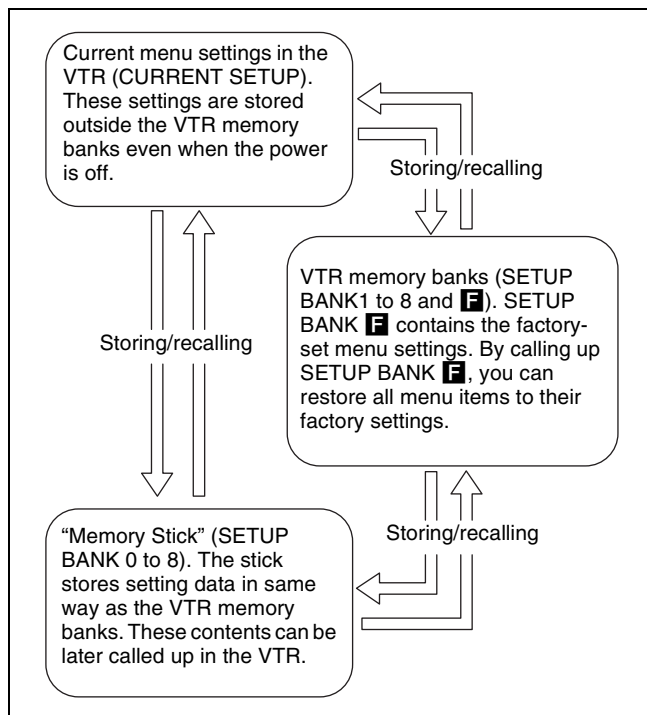 Current menu settings in the
VTR (CURRENT SETUP).
These settings are stored
outside the VTR memory
banks even when the power
is off.
Storing/recalling
VTR memory banks (SETUP
BANK1 to 8 and F). SETUP
BANK F contains the factory-
set menu settings. By calling up
SETUP BANK F, you can
restore all menu items to their
factory settings.
Storing/recalling
Storing/recalling
“Memory Stick” (SETUP
BANK 0 to 8). The stick
stores setting data in same
way as the VTR memory
banks. These contents can be
later called up in the VTR.